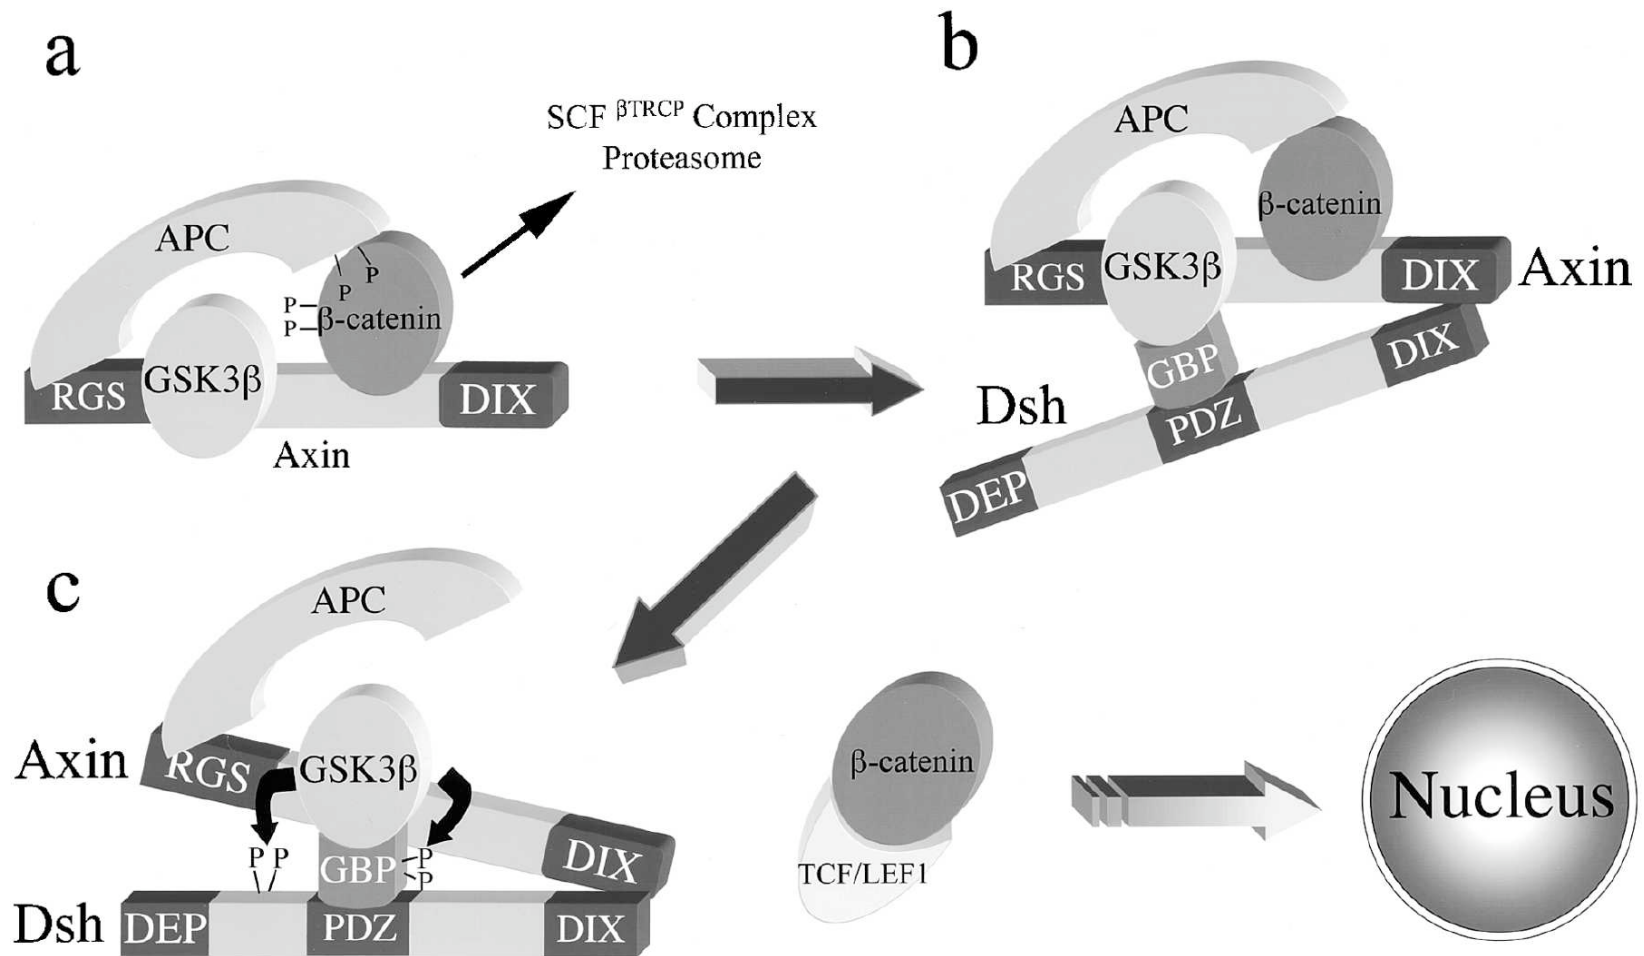 a
SCF βTRCP Complex
Proteasome
APC
P
P
P
P
β-catenin
RGS
GSK3β
DIX
Axin
b
APC
β-catenin
RGS
GSK3β
DIX
Axin
GBP
DIX
Dsh
PDZ
DEP
c
APC
Axin
RGS
GSK3β
P P
GBP
P
P
DIX
Dsh
DEP
PDZ
DIX
β-catenin
TCF/LEF1
Nucleus